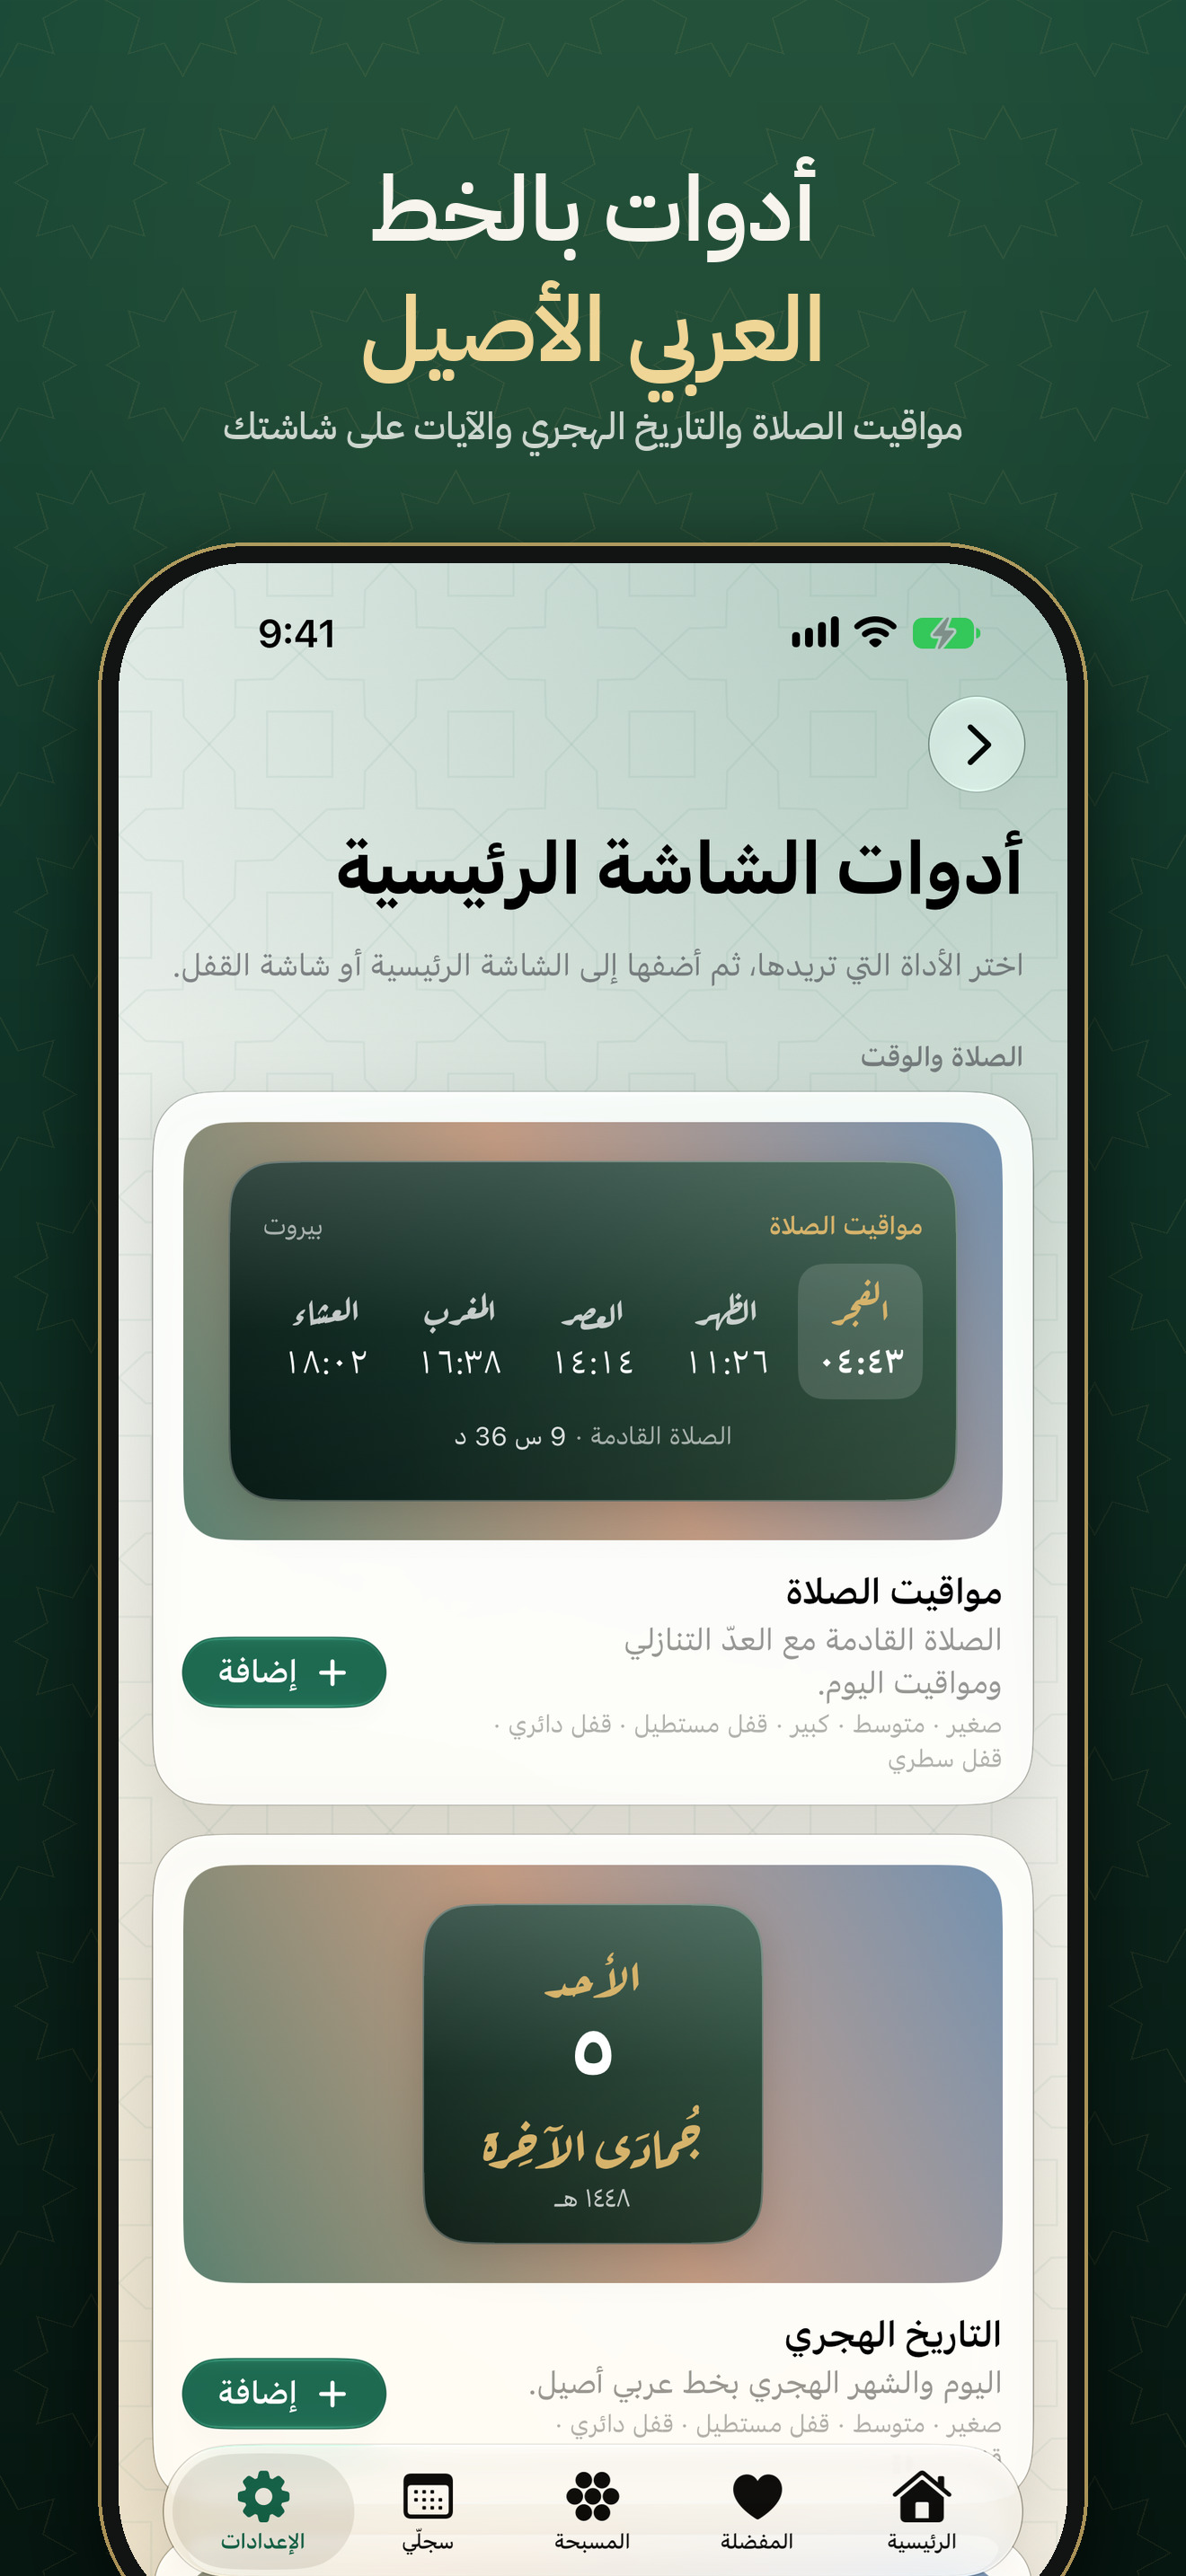 أدوات بالخط
العربي الأصيل
مواقيت الصلاة والتاريخ الهجري والآيات على شاشتك
9:41
أدوات الشاشة الرئيسية
اختر الأداة التي تريدها، ثم أضفها إلى الشاشة الرئيسية أو شاشة القفل.
الصلاة والوقت
مواقيت الصلاة بيروت
الفجر الظهر العصر المغرب العشاء
٠٤:٤٣ ١١:٢٦ ١٤:١٤ ١٦:٣٨ ١٨:٠٢
الصلاة القادمة · 9 س 36 د
مواقيت الصلاة
الصلاة القادمة مع العدّ التنازلي
ومواقيت اليوم.
إضافة
صغير · متوسط · كبير · قفل مستطيل · قفل دائري ·
قفل سطري
الأحد
٥
جُمادَى الآخِرة
١٤٤٨ هـ
التاريخ الهجري
اليوم والشهر الهجري بخط عربي أصيل.
إضافة
صغير · متوسط · قفل مستطيل · قفل دائري ·
الرئيسية المفضلة المسبحة سجلّي الإعدادات